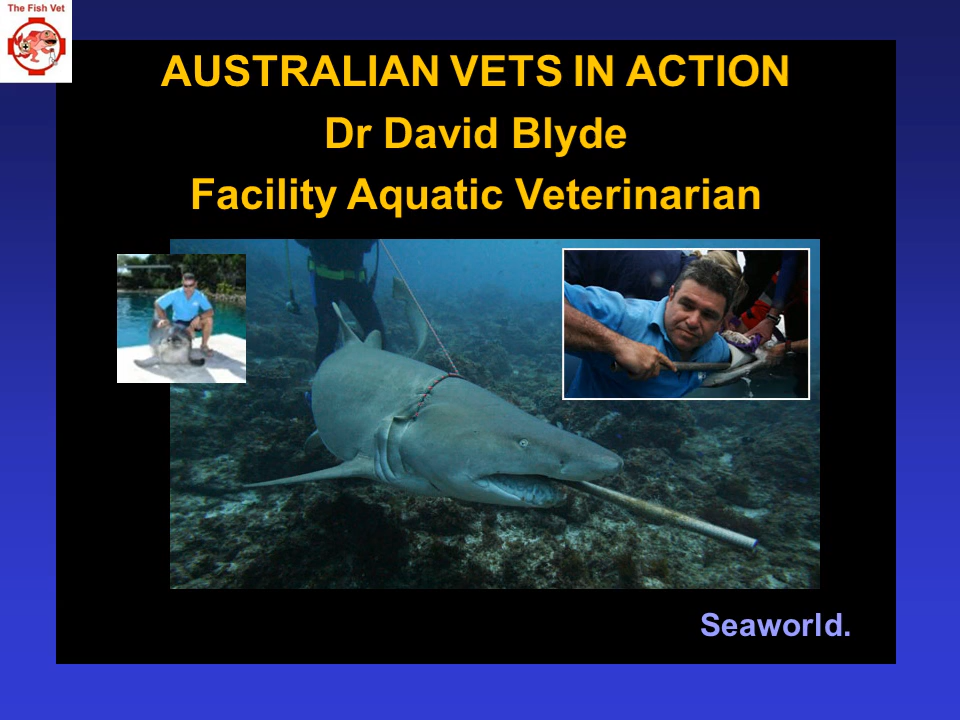 The Fish Vet
AUSTRALIAN VETS IN ACTION
Dr David Blyde
Facility Aquatic Veterinarian
Seaworld.